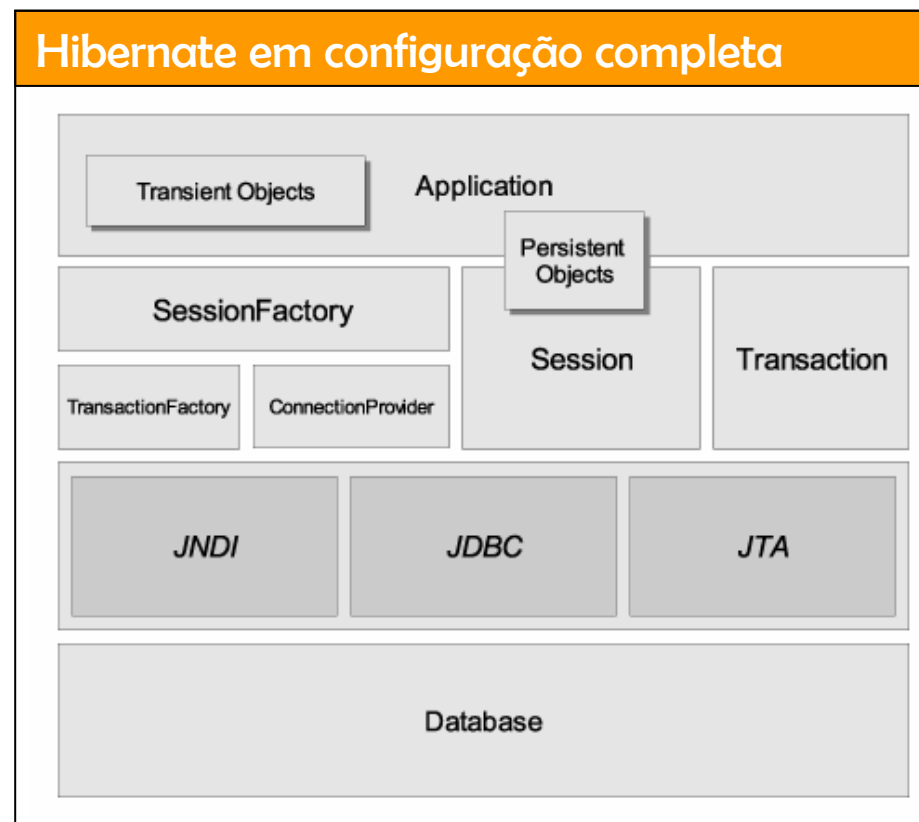 Hibernate em configuração completa
Transient Objects
Application
Persistent
Objects
SessionFactory
Session
Transaction
TransactionFactory
ConnectionProvider
JNDI
JDBC
JTA
Database